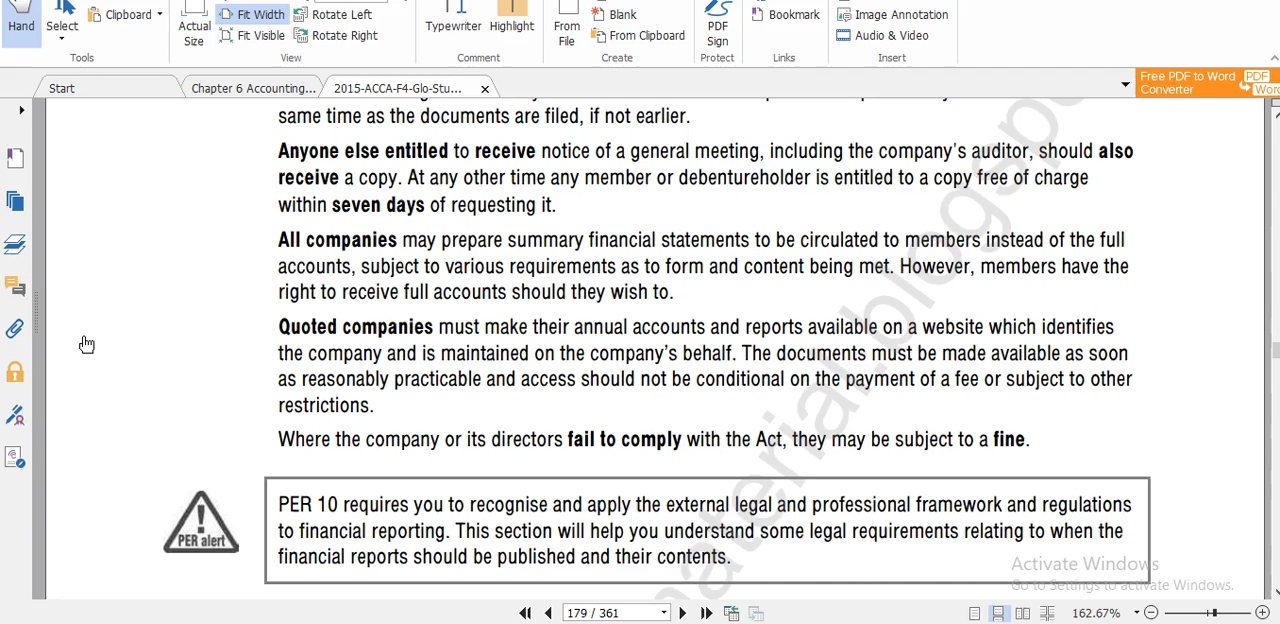 Hand
Select
Clipboard
Actual
Size
Fit Width
Fit Visible
Rotate Left
Rotate Right
Typewriter
Highlight
From
File
Blank
From Clipboard
PDF
Sign
Bookmark
Image Annotation
Audio & Video
Tools
View
Comment
Create
Protect
Links
Insert
Start
Chapter 6 Accounting...
2015-ACCA-F4-Glo-Stu...
Free PDF to Word
Converter
PDF
Word
same time as the documents are filed, if not earlier.
Anyone else entitled to receive notice of a general meeting, including the company's auditor, should also
receive a copy. At any other time any member or debentureholder is entitled to a copy free of charge
within seven days of requesting it.
All companies may prepare summary financial statements to be circulated to members instead of the full
accounts, subject to various requirements as to form and content being met. However, members have the
right to receive full accounts should they wish to.
Quoted companies must make their annual accounts and reports available on a website which identifies
the company and is maintained on the company's behalf. The documents must be made available as soon
as reasonably practicable and access should not be conditional on the payment of a fee or subject to other
restrictions.
Where the company or its directors fail to comply with the Act, they may be subject to a fine.
PER alert
PER 10 requires you to recognise and apply the external legal and professional framework and regulations
to financial reporting. This section will help you understand some legal requirements relating to when the
financial reports should be published and their contents.
material.blogsp
Activate Windows
Go to Settings to activate Windows.
179 / 361
162.67%